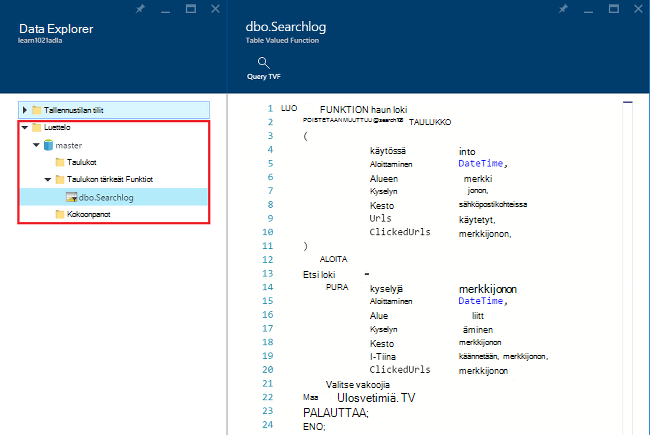 Data Explorer
learn1021adla
Tallennustilan tilit
Luettelo
master
Taulukot
Taulukon tärkeät Funktiot
dbo.Searchlog
Kokoonpanot
dbo.Searchlog
Table Valued Function
Query TVF
1 LUO FUNKTION haun loki
2 POISTETAANMUUTTUU@search TAULUKKO
3 (
4 käytössä into
5 Aloittaminen DateTime,
6 Alueen merkki
7 Kyselyn jonon,
8 Kesto sähköpostikohteissa
9 Urls käytetyt,
10 ClickedUrls merkkijonon,
11 )
12 ALOITA
13 Etsi loki =
14 PURA kyselyjä merkkijonon
15 Aloittaminen DateTime,
16 Alue liitt
17 Kyselyn äminen
18 Kesto merkkijonon
19 I-Tiina käännetään, merkkijonon,
20 ClickedUrls merkkijonon
21 Valitse vakoojia
22 Maa Ulosvetimiä. TV
23 PALAUTTAA;
24 ENO;